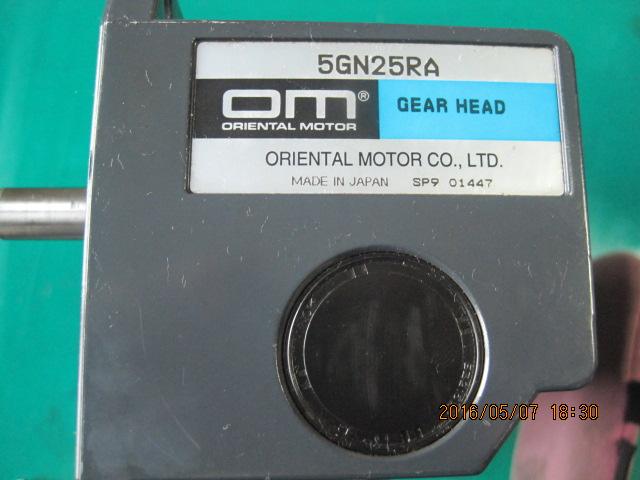 5GN25RA
OM®
ORIENTAL MOTOR
GEAR HEAD
ORIENTAL MOTOR CO., LTD.
MADE IN JAPAN SP9 01447
2016/05/07 18:30